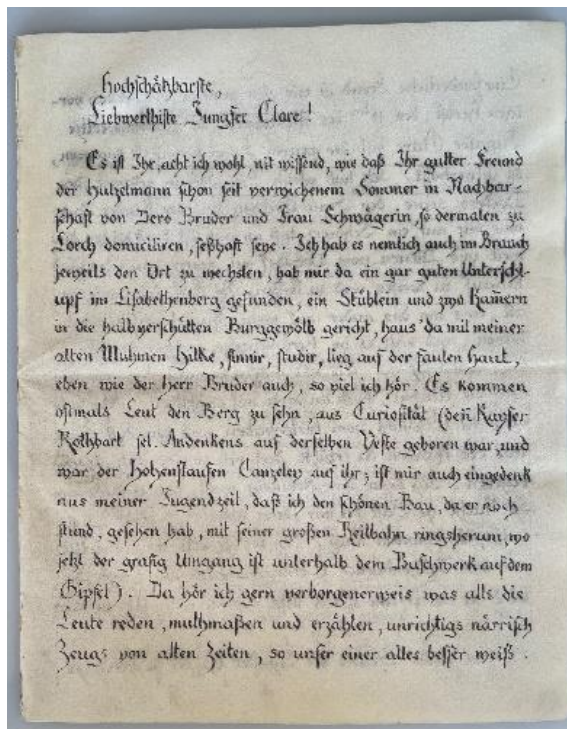 Hochschätzbarste,
Liebwertheste Jungfer Clare!
Es ist Ihr, acht ich wohl, nit wissend, wie daß Ihr gutter Freund
der Hutzelmann schon seit verwichenem Sommer in Nachbar-
schaft von Dero Bruder und Frau Schwägerin, so dermalen zu
Lorch domiciliren, seßhaft seye. Ich hab es nemlich auch im Brauch
jeweils den Ort zu wechslen, hab mir da ein gar guten Unterschl-
upf im Lisabethenberg gefunden, ein Stüblein und zwo Kam̄ern
in die halbverschütten Burggewölb gericht, haus' da mit meiner
alten Muhmen Hilke, sinnir, studir, lieg auf der faulen Haut,
eben wie der Herr Bruder auch, so viel ich hör. Es kommen
oftmals Leut den Berg zu sehn, aus Curiosität (den̄ Kayser
Rothbart sel. Andenkens auf derselben Veste geboren war, und
war der Hohenstaufen Canzeley auf ihr; ist mir auch eingedenk
aus meiner Jugendzeit, daß ich den schönen Bau, da er noch
stund, gesehen hab, mit seiner großen Reitbahn ringsherum, wo
jetzt der grasig Umgang ist unterhalb dem Buschwerk auf dem
Gipfel). Da hör ich gern verborgenerweis was alls die
Leute reden, muthmaßen und erzählen, unrichtigs närrisch
Zeugs von alten Zeiten, so unser einer alles besser weiß.